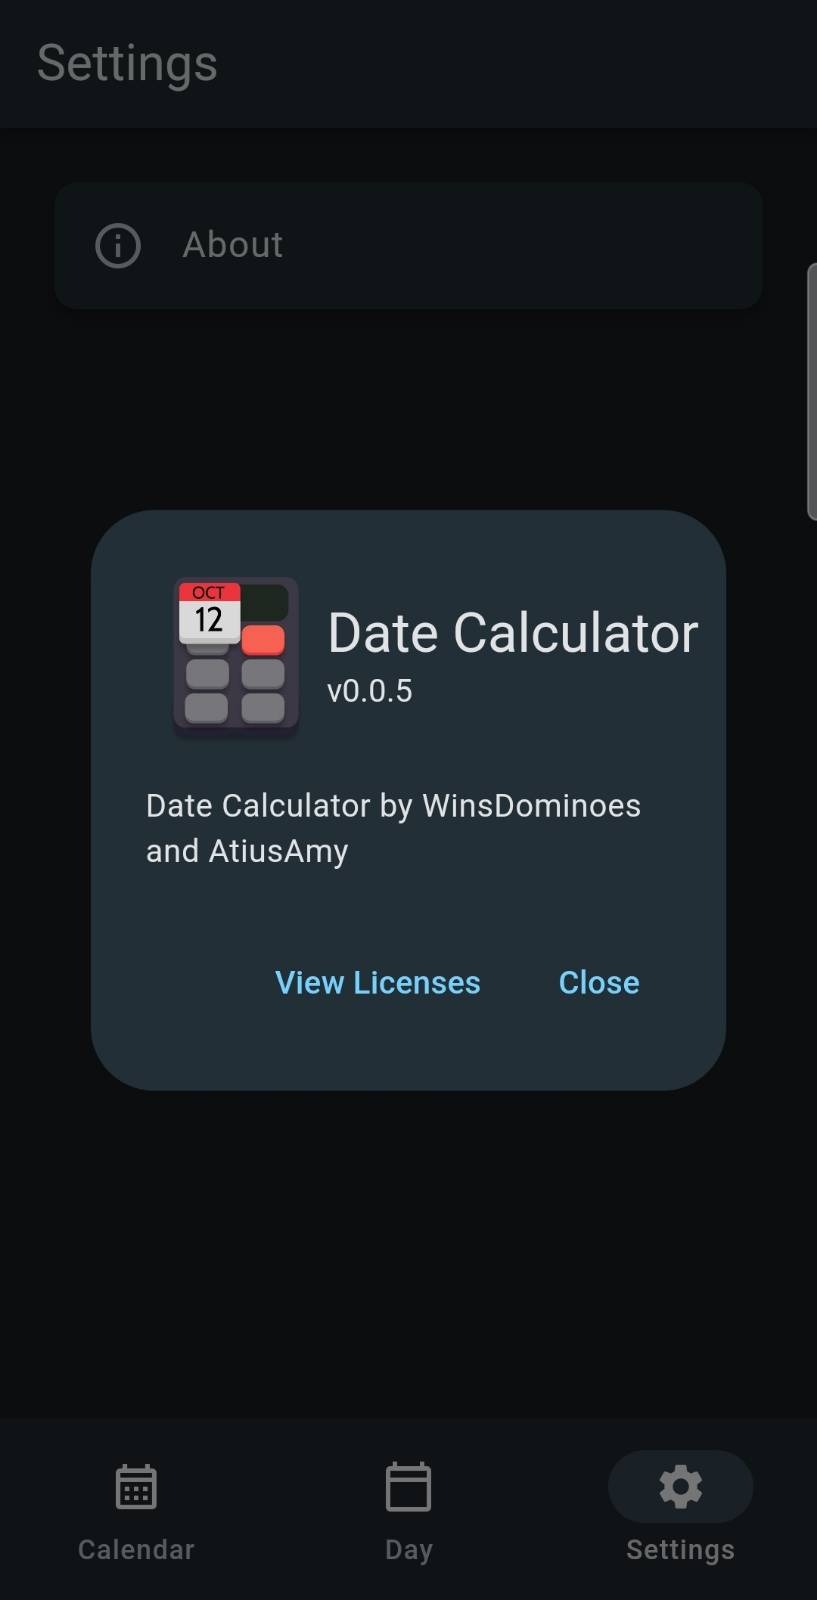 Settings
About
OCT
12
Date Calculator
v0.0.5
Date Calculator by WinsDominoes
and AtiusAmy
View Licenses
Close
Calendar
Day
Settings